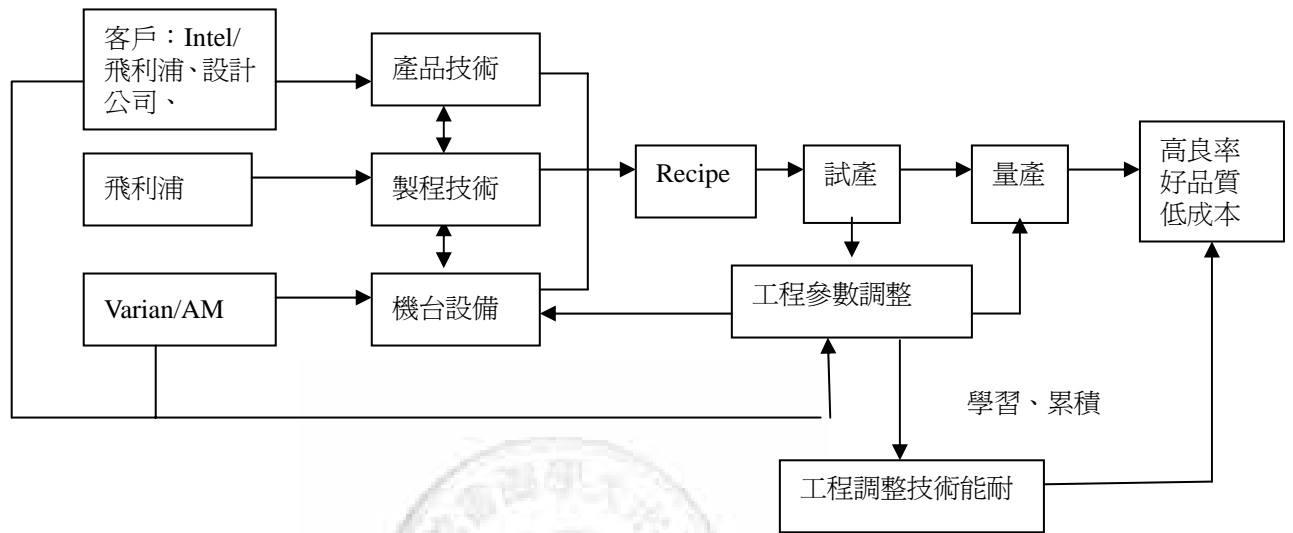 客戶：Intel/
飛利浦、設計
公司、
產品技術
飛利浦
製程技術
Recipe
試產
量產
高良率
好品質
低成本
Varian/AM
機台設備
工程參數調整
學習、累積
工程調整技術能耐